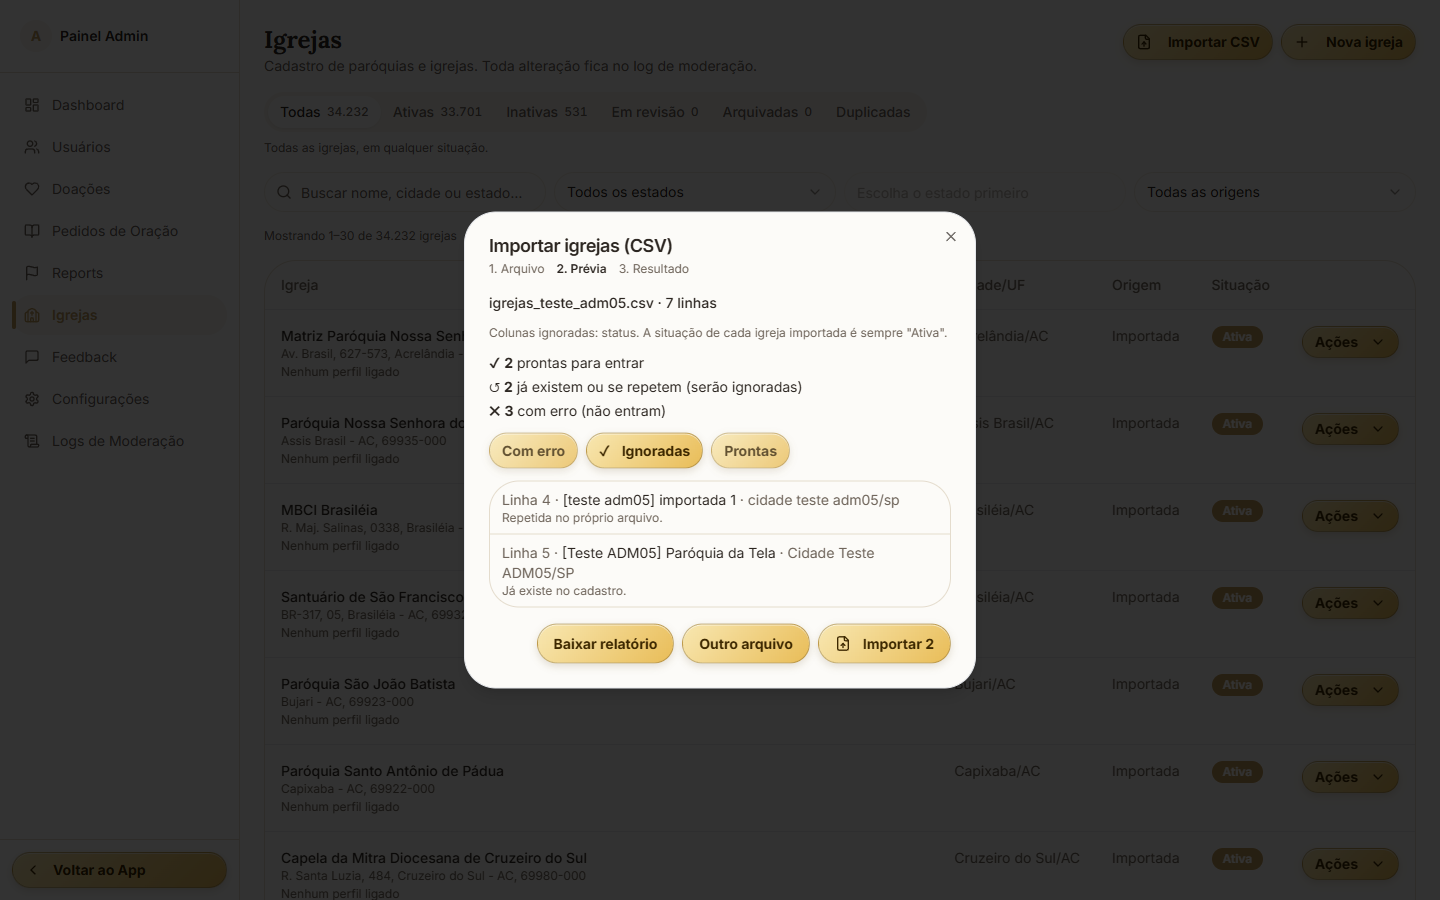 A Painel Admin
Dashboard
Usuários
Doações
Pedidos de Oração
Reports
Igrejas
Feedback
Configurações
Logs de Moderação
Voltar ao App
Igrejas
Cadastro de paróquias e igrejas. Toda alteração fica no log de moderação.
Importar CSV
Nova igreja
Todas 34.232 Ativas 33.701 Inativas 531 Em revisão 0 Arquivadas 0 Duplicadas
Todas as igrejas, em qualquer situação.
Buscar nome, cidade ou estado... Todos os estados Escolha o estado primeiro Todas as origens
Mostrando 1–30 de 34.232 igrejas
Igreja ade/UF Origem Situação
Matriz Paróquia Nossa Senh elândia/AC Importada Ativa Ações
Av. Brasil, 627-573, Acrelândia -
Nenhum perfil ligado
Paróquia Nossa Senhora do is Brasil/AC Importada Ativa Ações
Assis Brasil - AC, 69935-000
Nenhum perfil ligado
MBCI Brasiléia siléia/AC Importada Ativa Ações
R. Maj. Salinas, 0338, Brasiléia -
Nenhum perfil ligado
Santuário de São Francisco siléia/AC Importada Ativa Ações
BR-317, 05, Brasiléia - AC, 6993
Nenhum perfil ligado
Paróquia São João Batista Bujari/AC Importada Ativa Ações
Bujari - AC, 69923-000
Nenhum perfil ligado
Paróquia Santo Antônio de Pádua Capixaba/AC Importada Ativa Ações
Capixaba - AC, 69922-000
Nenhum perfil ligado
Capela da Mitra Diocesana de Cruzeiro do Sul Cruzeiro do Sul/AC Importada Ativa Ações
R. Santa Luzia, 484, Cruzeiro do Sul - AC, 69980-000
Nenhum perfil ligado
Importar igrejas (CSV)
1. Arquivo 2. Prévia 3. Resultado
igrejas_teste_adm05.csv · 7 linhas
Colunas ignoradas: status. A situação de cada igreja importada é sempre "Ativa".
✓ 2 prontas para entrar
↺ 2 já existem ou se repetem (serão ignoradas)
✕ 3 com erro (não entram)
Com erro ✓ Ignoradas Prontas
Linha 4 · [teste adm05] importada 1 · cidade teste adm05/sp
Repetida no próprio arquivo.
Linha 5 · [Teste ADM05] Paróquia da Tela · Cidade Teste
ADM05/SP
Já existe no cadastro.
Baixar relatório Outro arquivo Importar 2